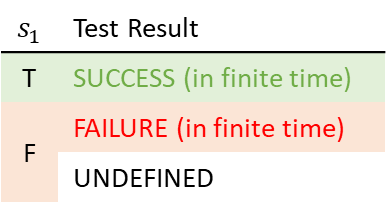 s₁ Test Result
T SUCCESS (in finite time)
FAILURE (in finite time)
F
UNDEFINED